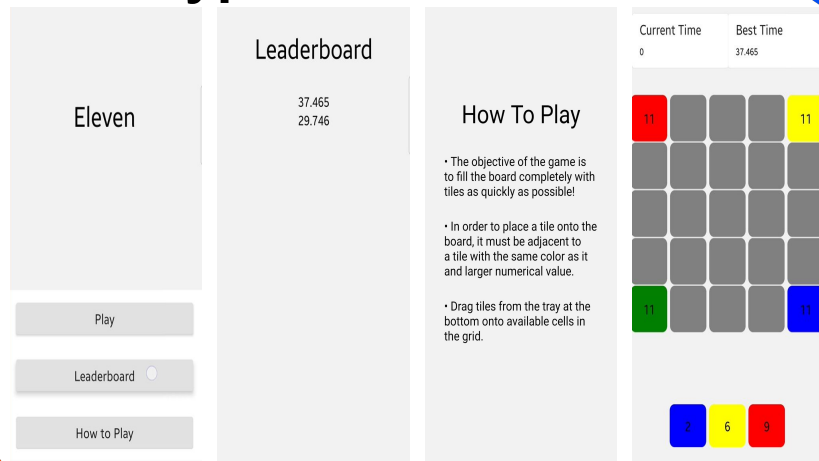 Eleven
Play
Leaderboard
How to Play
Leaderboard
37.465
29.746
How To Play
• The objective of the game is
to fill the board completely with
tiles as quickly as possible!
• In order to place a tile onto the
board, it must be adjacent to
a tile with the same color as it
and larger numerical value.
• Drag tiles from the tray at the
bottom onto available cells in
the grid.
Current Time Best Time
0 37.465
11 11
11 11
2 6 9